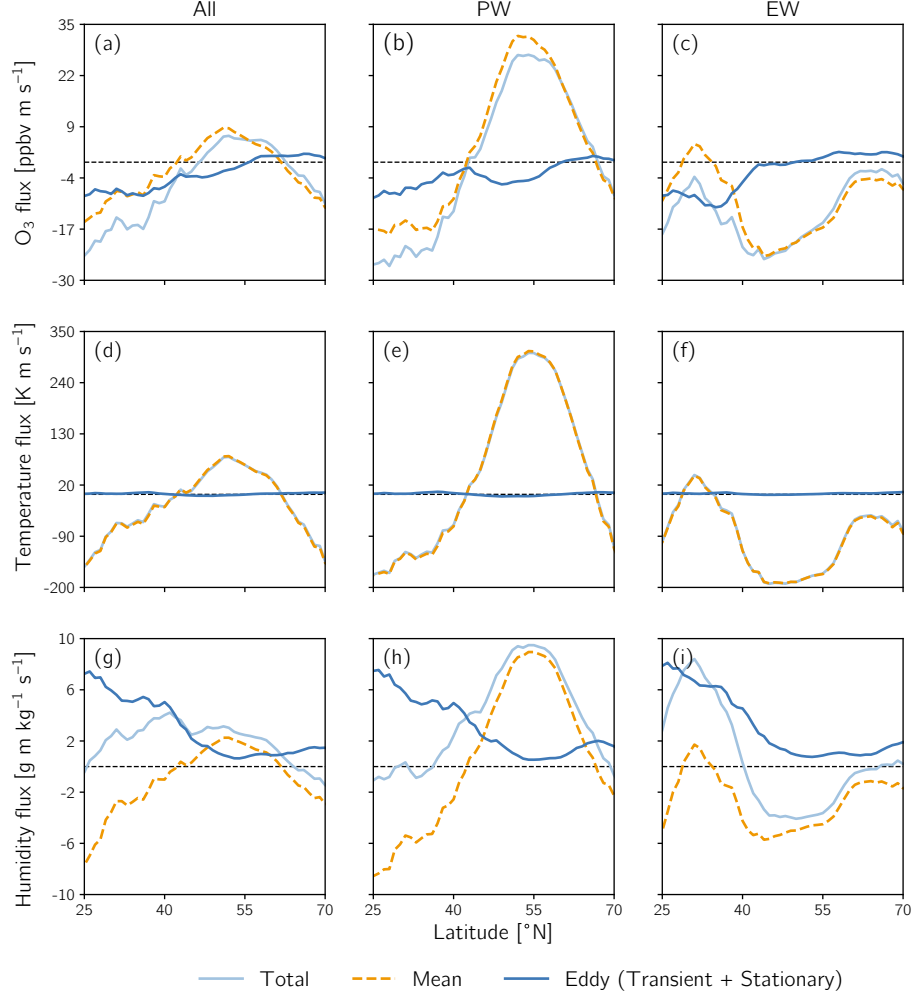 All PW EW
(a) (b) (c)
O₃ flux [ppbv m s⁻¹]
35
22
9
-4
-17
-30
(d) (e) (f)
Temperature flux [K m s⁻¹]
350
240
130
20
-90
-200
(g) (h) (i)
Humidity flux [g m kg⁻¹ s⁻¹]
10
6
2
-2
-6
-10
25 40 55 70 25 40 55 70 25 40 55 70
Latitude [°N]
Total Mean Eddy (Transient + Stationary)